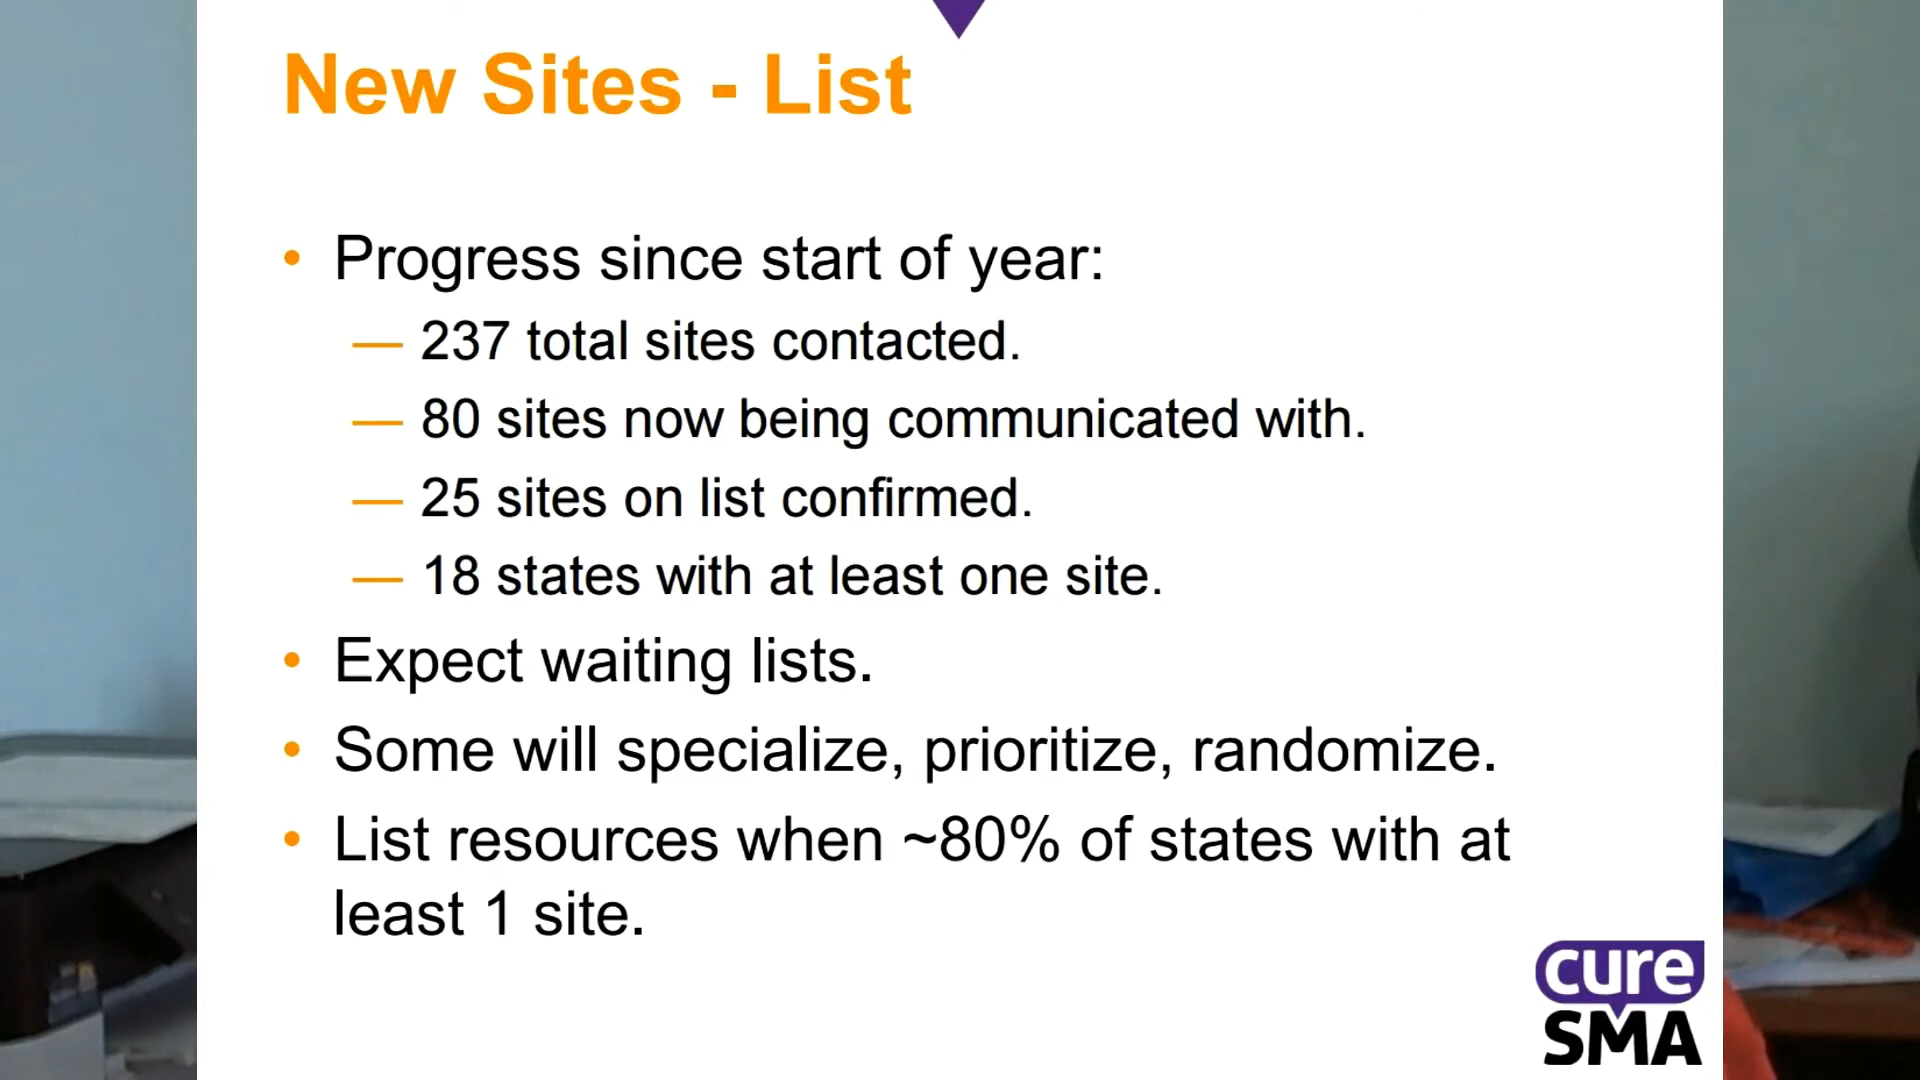 New Sites - List
• Progress since start of year:
— 237 total sites contacted.
— 80 sites now being communicated with.
— 25 sites on list confirmed.
— 18 states with at least one site.
• Expect waiting lists.
• Some will specialize, prioritize, randomize.
• List resources when ~80% of states with at
least 1 site.
cure
SMA